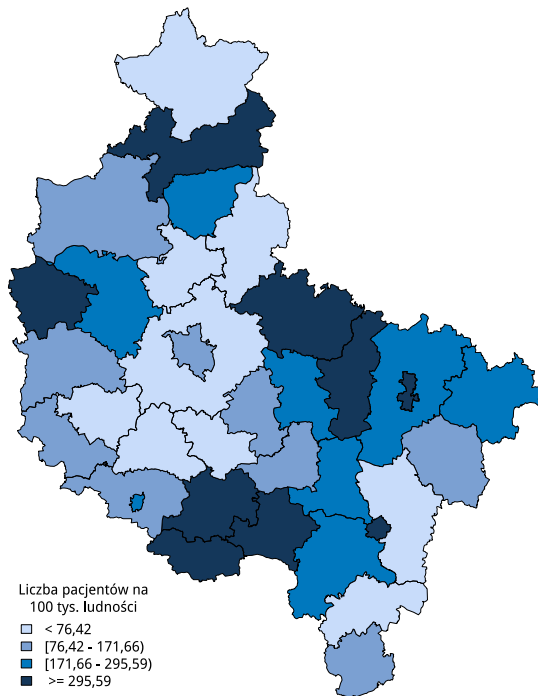 Liczba pacjentów na
100 tys. ludności
< 76,42
[76,42 - 171,66)
[171,66 - 295,59)
>= 295,59